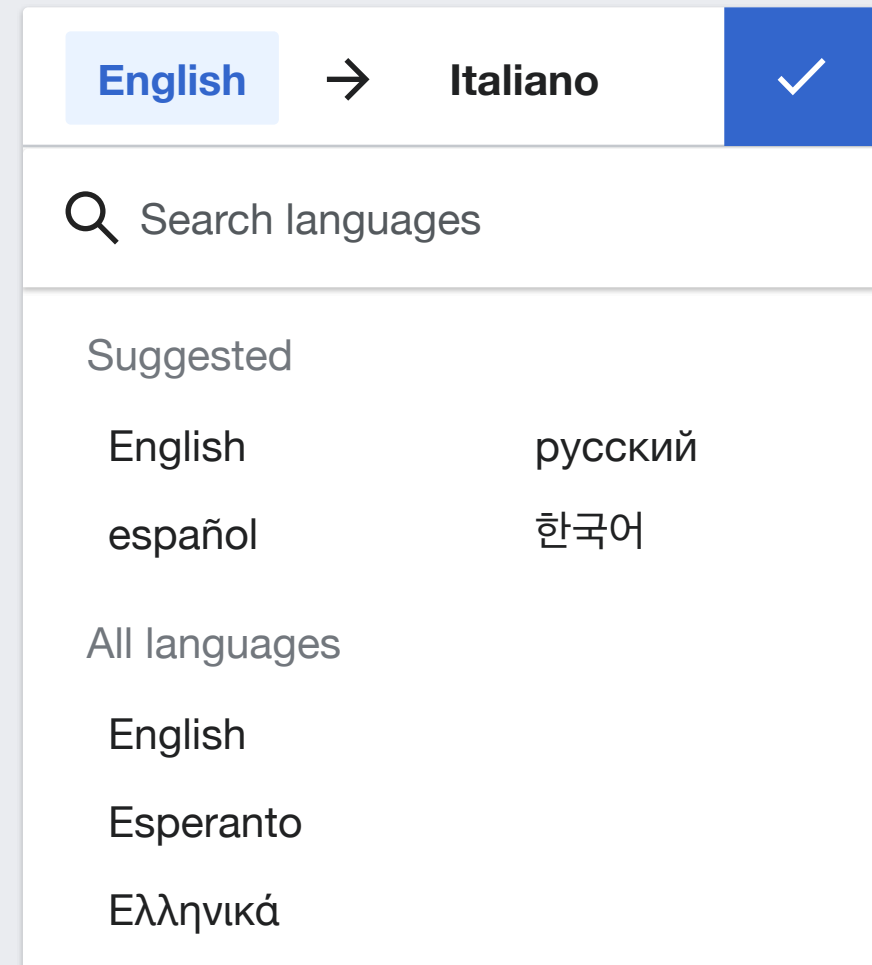 English → Italiano
Search languages
Suggested
English русский
español 한국어
All languages
English
Esperanto
Ελληνικά